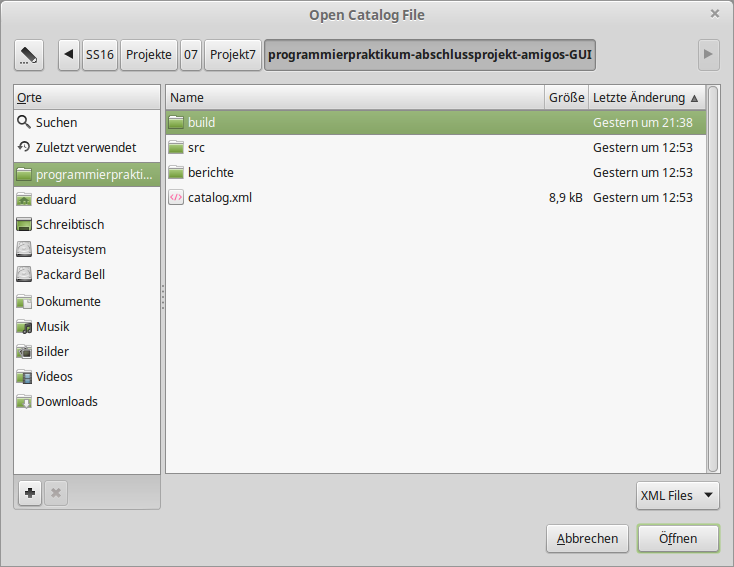 Open Catalog File
SS16 Projekte 07 Projekt7 programmierpraktikum-abschlussprojekt-amigos-GUI
Orte
Suchen
Zuletzt verwendet
programmierprakti...
eduard
Schreibtisch
Dateisystem
Packard Bell
Dokumente
Musik
Bilder
Videos
Downloads
Name Größe Letzte Änderung
build Gestern um 21:38
src Gestern um 12:53
berichte Gestern um 12:53
catalog.xml 8,9 kB Gestern um 12:53
XML Files
Abbrechen Öffnen